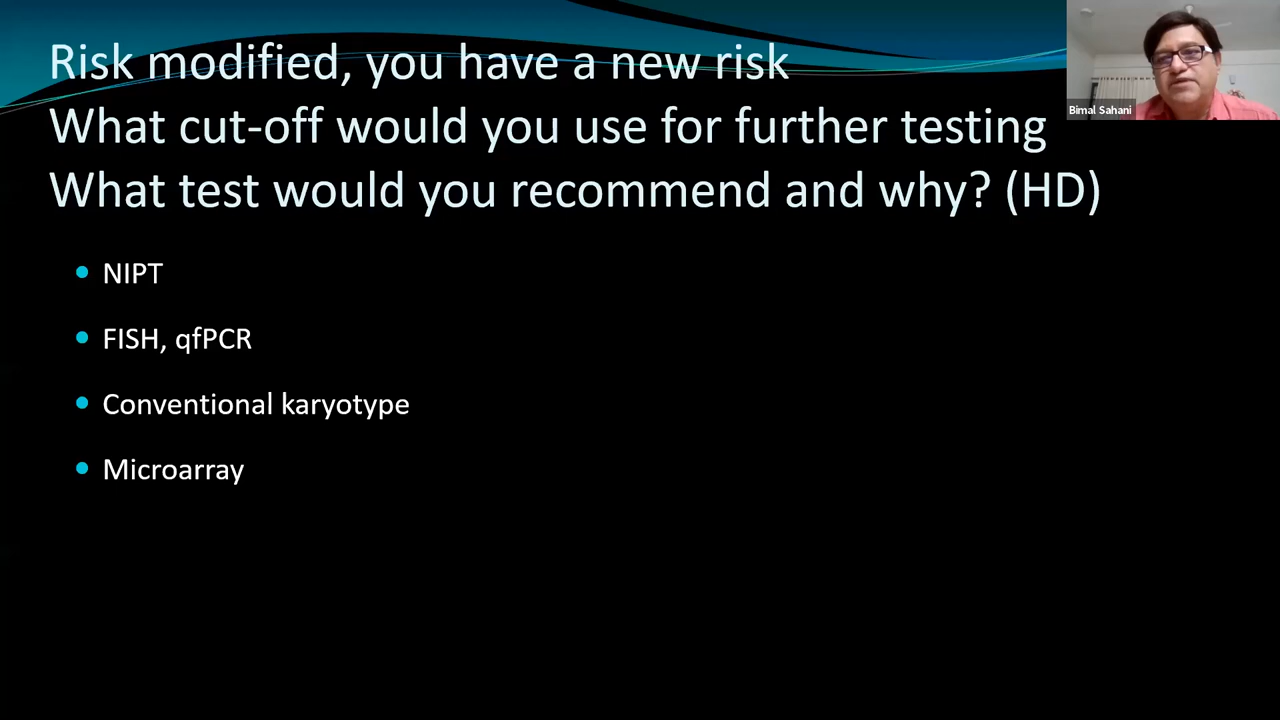 Risk modified, you have a new risk
What cut-off would you use for further testing
What test would you recommend and why? (HD)
Bimal Sahani
NIPT
FISH, qfPCR
Conventional karyotype
Microarray